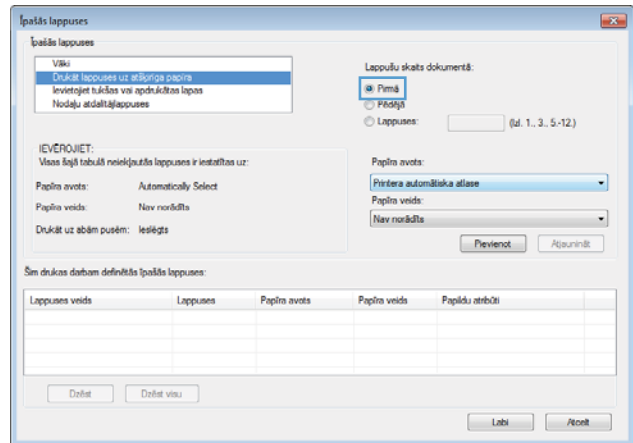 Īpašās lappuses
Īpašās lappuses
Vāki
Drukāt lappuses uz atšķirīga papīra
Ievietojiet tukšas vai apdrukātas lapas
Nodaļu atdalītājlappuses
Lappušu skaits dokumentā:
Pirmā
Pēdējā
Lappuses:
(izl. 1., 3., 5.-12.)
IEVĒROJIET:
Visas šajā tabulā neiekļautās lappuses ir iestatītas uz:
Papīra avots: Automatically Select
Papīra veids: Nav norādīts
Drukāt uz abām pusēm: Ieslēgts
Papīra avots:
Printera automātiska atlase
Papīra veids:
Nav norādīts
Pievienot
Atjaunināt
Šim drukas darbam definētās īpašās lappuses:
Lappuses veids Lappuses Papīra avots Papīra veids Papildu atribūti
Dzēst
Dzēst visu
Labi
Atcelt